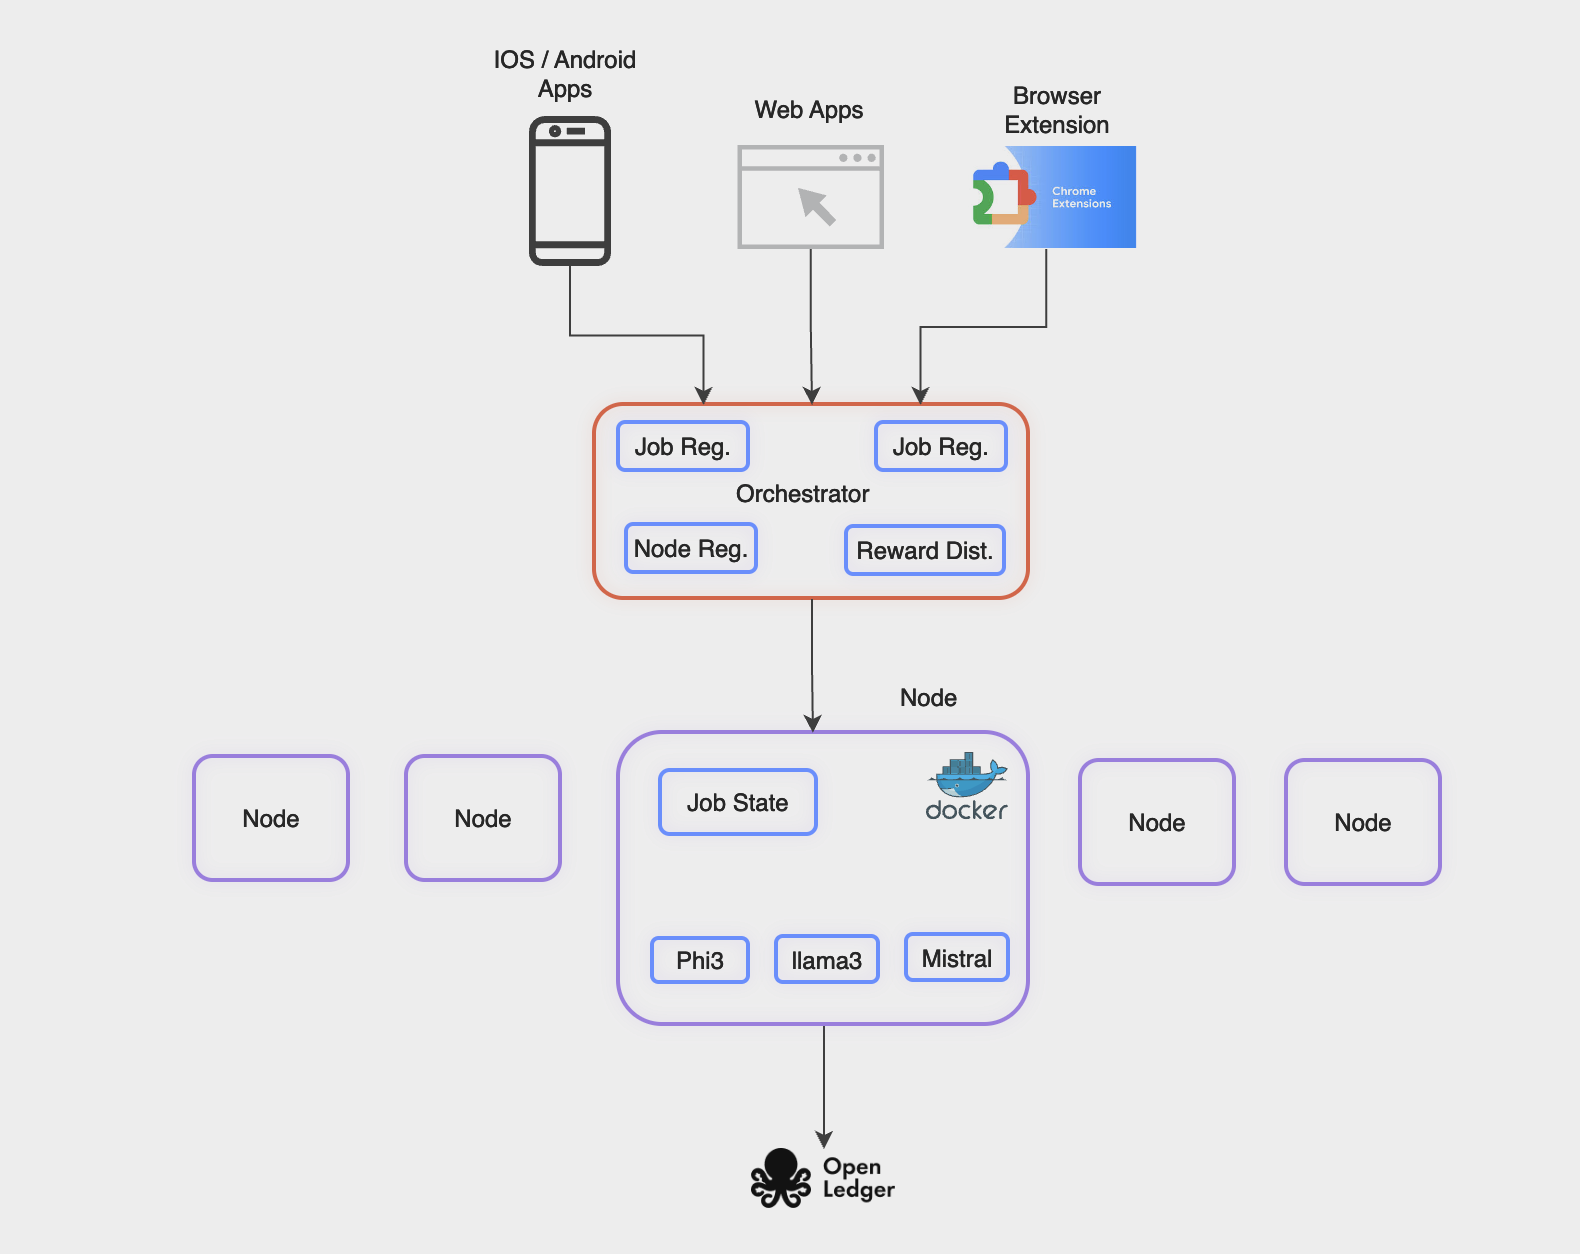 IOS / Android
Apps
Web Apps
Browser
Extension
Chrome
Extensions
Job Reg.
Job Reg.
Orchestrator
Node Reg.
Reward Dist.
Node
Node
Node
Job State
docker
Node
Node
Phi3
llama3
Mistral
Open
Ledger